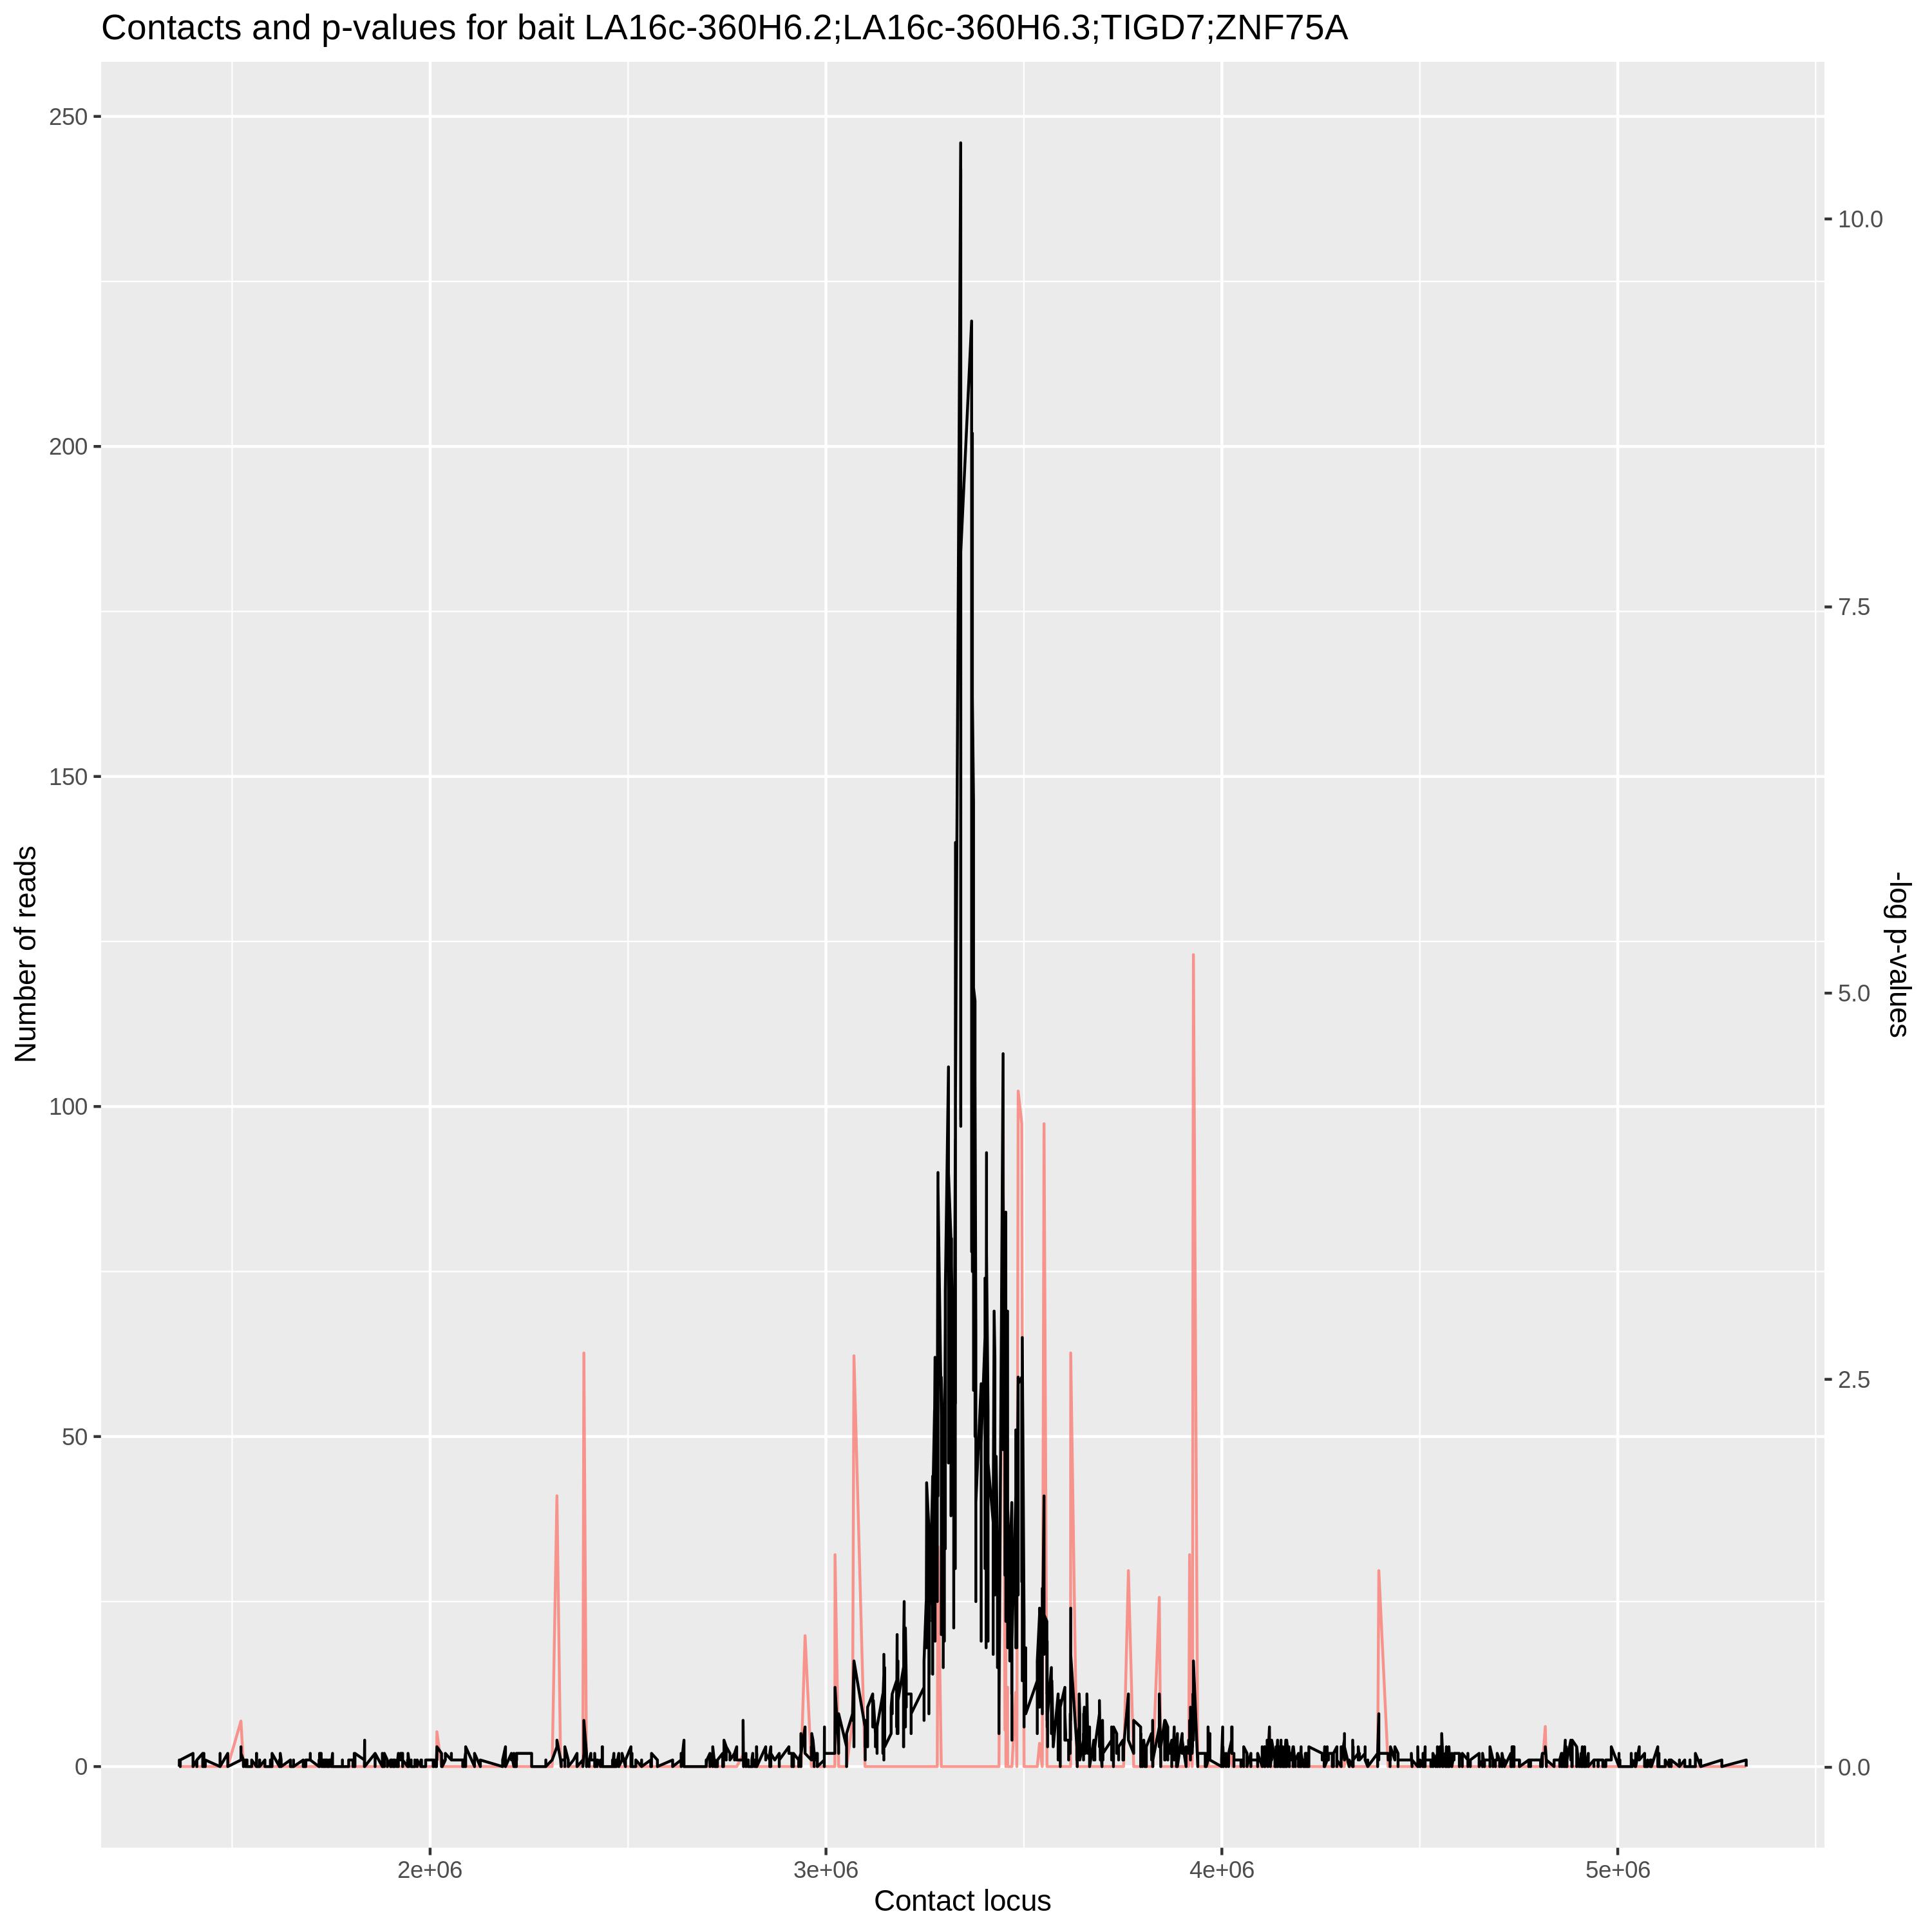 Contacts and p-values for bait LA16c-360H6.2;LA16c-360H6.3;TIGD7;ZNF75A
250
200
150
100
50
0
Number of reads
10.0
7.5
5.0
2.5
0.0
-log p-values
2e+06 3e+06 4e+06 5e+06
Contact locus